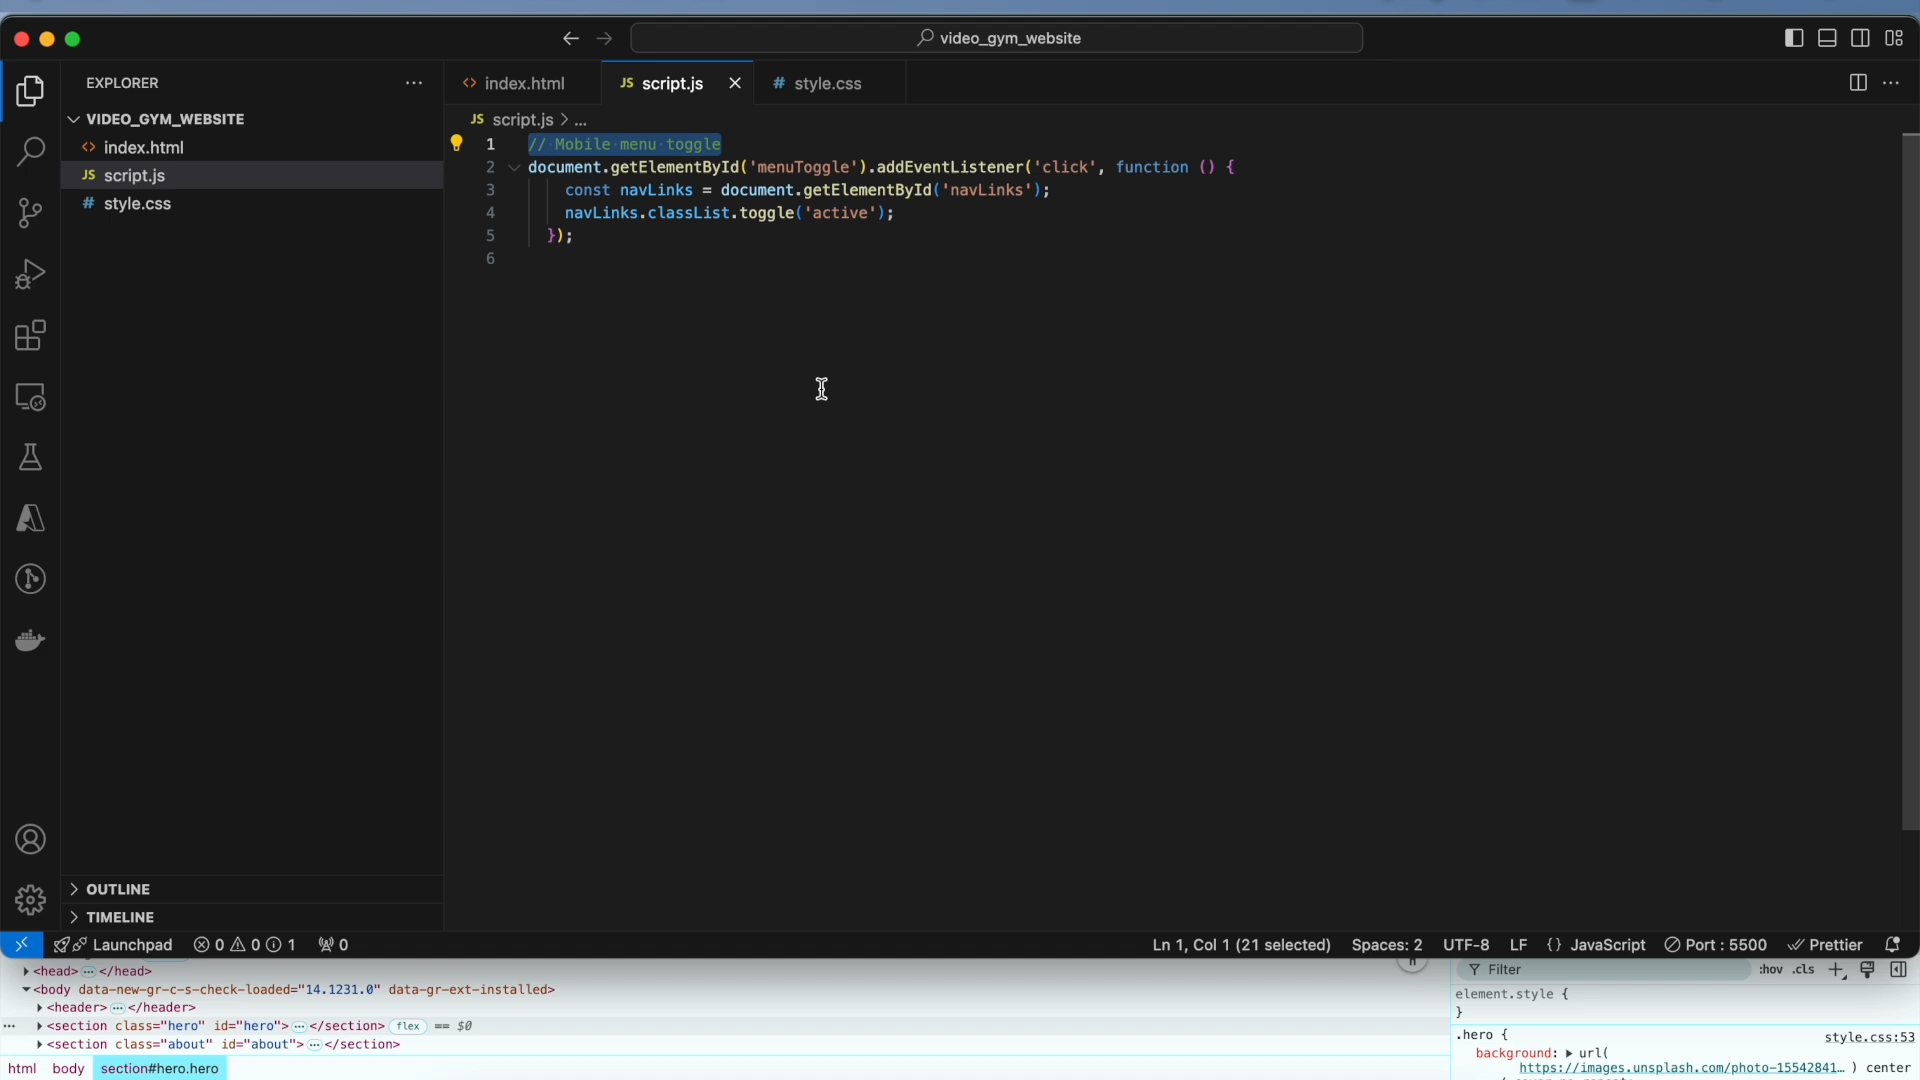 video_gym_website
EXPLORER
VIDEO_GYM_WEBSITE
<> index.html
JS script.js
# style.css
OUTLINE
TIMELINE
<> index.html
JS script.js
# style.css
JS script.js > ...
1 // Mobile menu toggle
2 document.getElementById('menuToggle').addEventListener('click', function () {
3 const navLinks = document.getElementById('navLinks');
4 navLinks.classList.toggle('active');
5 });
6
Launchpad 0 0 1 0
Ln 1, Col 1 (21 selected) Spaces: 2 UTF-8 LF {} JavaScript Port : 5500 Prettier
<head> ... </head>
<body data-new-gr-c-s-check-loaded="14.1231.0" data-gr-ext-installed>
<header> ... </header>
... <section class="hero" id="hero"> ... </section> flex == $0
<section class="about" id="about"> ... </section>
html body section#hero.hero
Filter :hov .cls
element.style {
}
.hero { style.css:53
background: url(
https://images.unsplash.com/photo-15542841… ) center